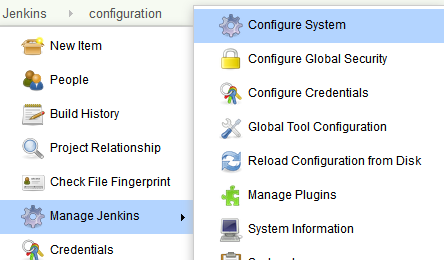 Jenkins
configuration
New Item
People
Build History
Project Relationship
Check File Fingerprint
Manage Jenkins
Credentials
Configure System
Configure Global Security
Configure Credentials
Global Tool Configuration
Reload Configuration from Disk
Manage Plugins
System Information